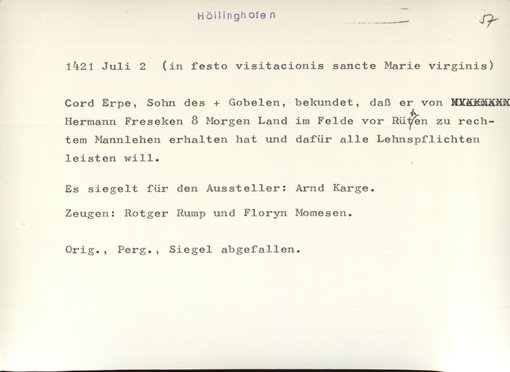 Höllinghofen
57
1421 Juli 2 (in festo visitacionis sancte Marie virginis)
Cord Erpe, Sohn des + Gobelen, bekundet, daß er von
Hermann Freseken 8 Morgen Land im Felde vor Rüthen zu rech-
tem Mannlehen erhalten hat und dafür alle Lehnspflichten
leisten will.
Es siegelt für den Aussteller: Arnd Karge.
Zeugen: Rotger Rump und Floryn Momesen.
Orig., Perg., Siegel abgefallen.